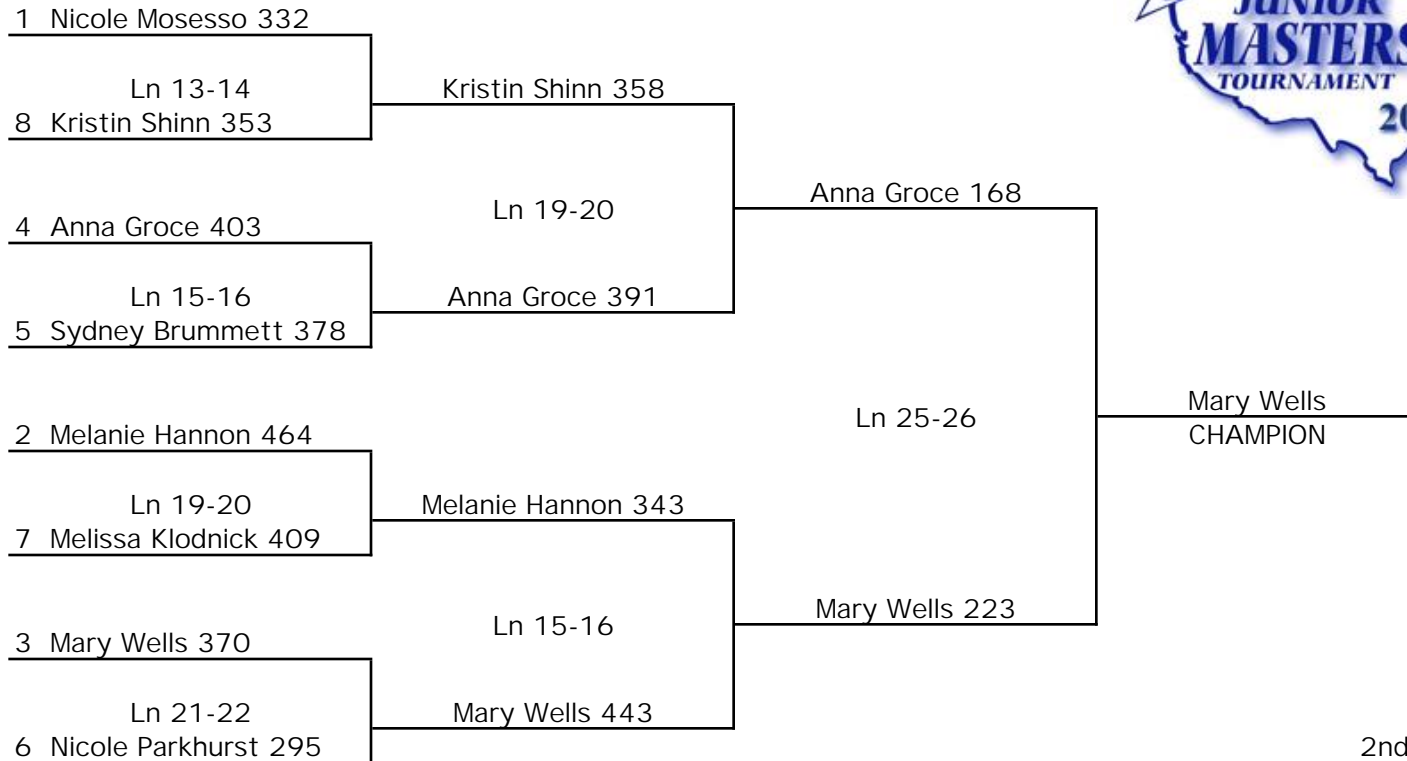 1 Nicole Mosesso 332
Ln 13-14
8 Kristin Shinn 353
4 Anna Groce 403
Ln 15-16
5 Sydney Brummett 378
2 Melanie Hannon 464
Ln 19-20
7 Melissa Klodnick 409
3 Mary Wells 370
Ln 21-22
6 Nicole Parkhurst 295
Kristin Shinn 358
Ln 19-20
Anna Groce 391
Melanie Hannon 343
Ln 15-16
Mary Wells 443
Anna Groce 168
Ln 25-26
Mary Wells 223
Mary Wells
CHAMPION
JUNIOR
MASTERS
TOURNAMENT
20
2nd